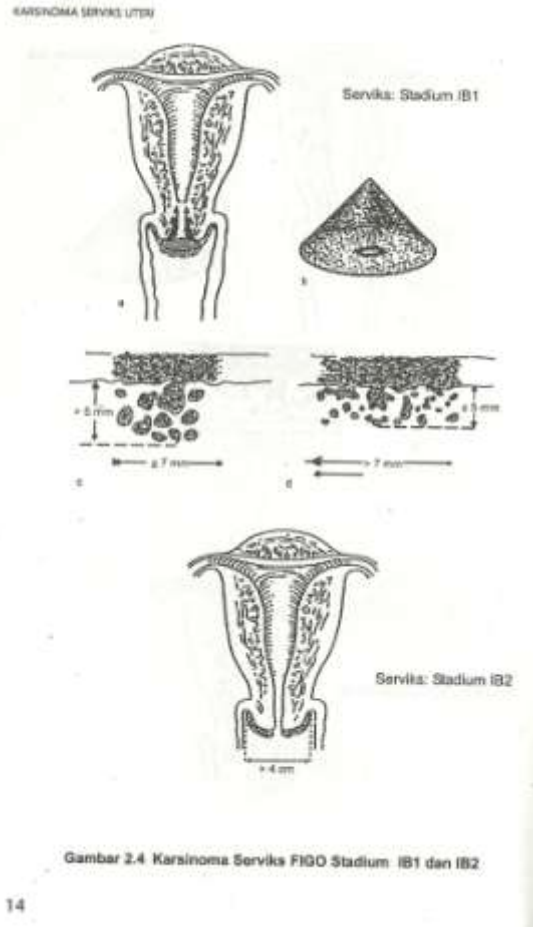 KARSINOMA SERVIKS UTERI
Serviks: Stadium IB1
a
b
> 5 mm
≤ 7 mm
c
≤ 5 mm
> 7 mm
d
Serviks: Stadium IB2
> 4 cm
Gambar 2.4 Karsinoma Serviks FIGO Stadium IB1 dan IB2
14